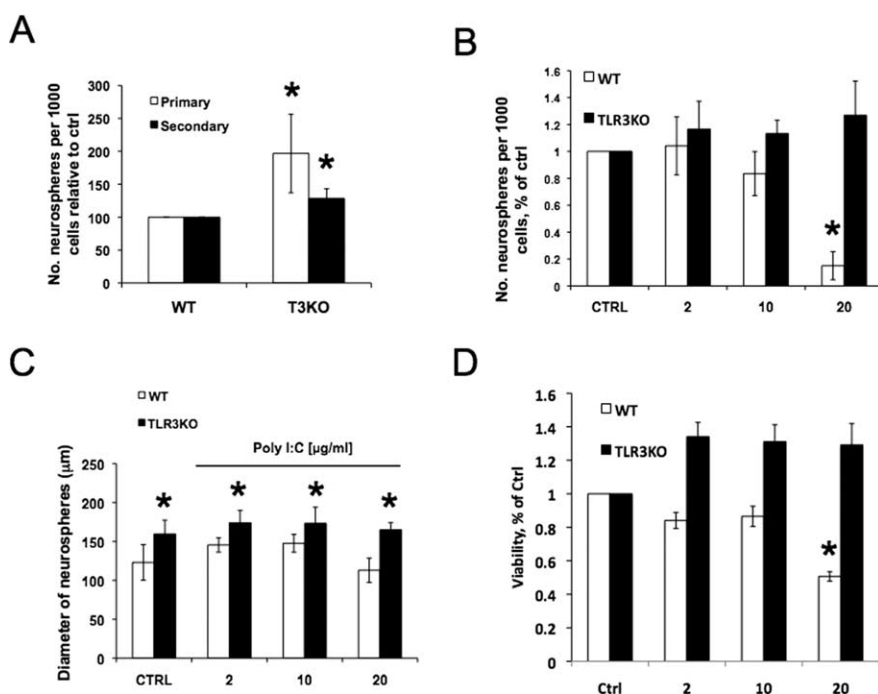 A
No. neurospheres per 1000
cells relative to ctrl
300
250
200
150
100
50
0
Primary
Secondary
*
*
WT T3KO
B
No. neurospheres per 1000
cells, % of ctrl
1.6
1.4
1.2
1
0.8
0.6
0.4
0.2
0
WT
TLR3KO
*
CTRL 2 10 20
C
WT
TLR3KO
Poly I:C [µg/ml]
Diameter of neurospheres (µm)
250
200
150
100
50
0
* * * *
CTRL 2 10 20
D
Viability, % of Ctrl
1.6
1.4
1.2
1
0.8
0.6
0.4
0.2
0
WT
TLR3KO
*
Ctrl 2 10 20